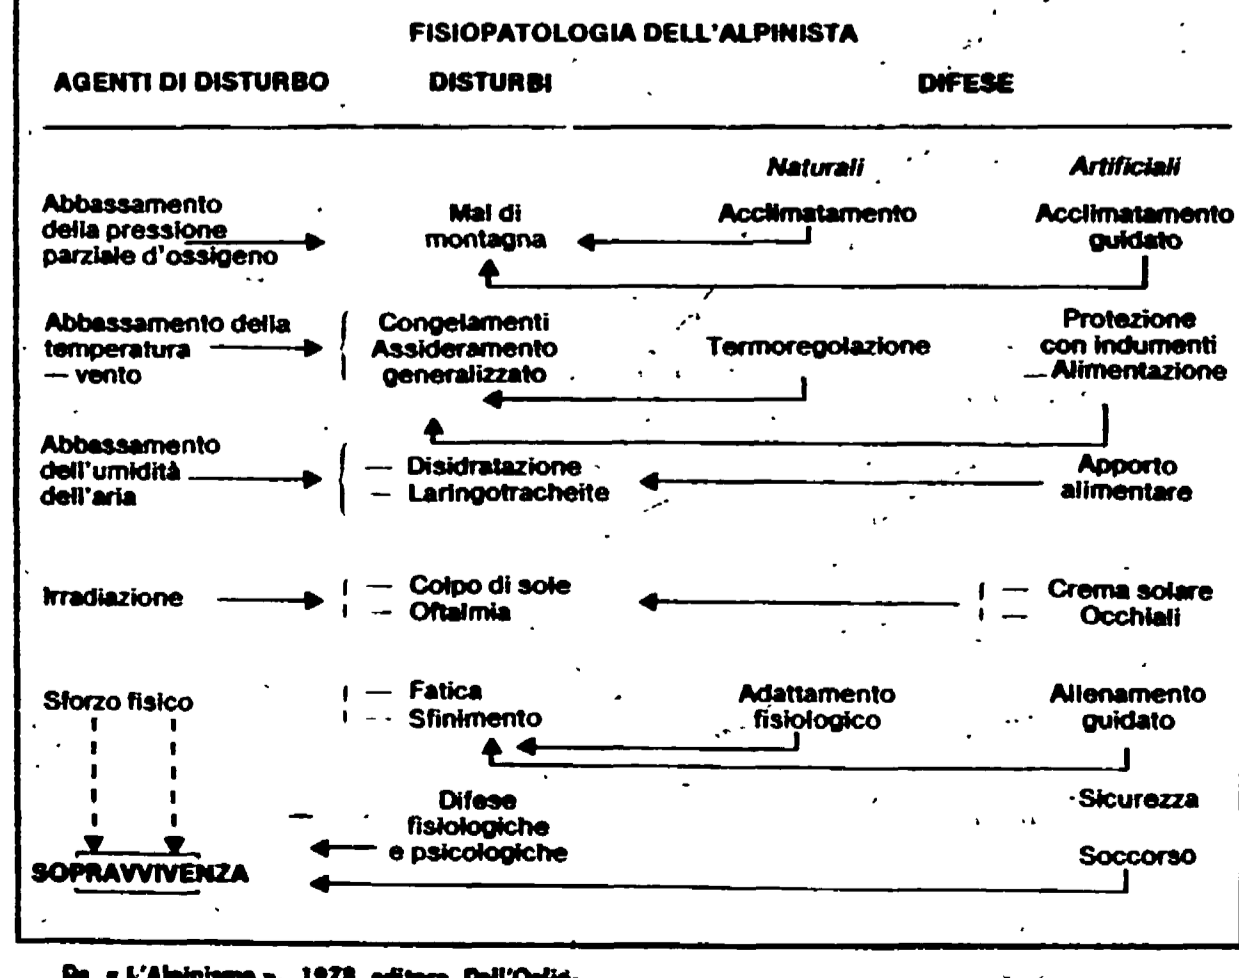 FISIOPATOLOGIA DELL'ALPINISTA
AGENTI DI DISTURBO DISTURBI DIFESE
Naturali Artificiali
Abbassamento
della pressione
parziale d'ossigeno
Mal di
montagna
Acclimatamento
Acclimatamento
guidato
Abbassamento della
temperatura
— vento
Congelamenti
Assideramento
generalizzato
Termoregolazione
Protezione
con indumenti
— Alimentazione
Abbassamento
dell'umidità
dell'aria
— Disidratazione
— Laringotracheite
Apporto
alimentare
Irradiazione
— Colpo di sole
— Oftalmia
— Crema solare
— Occhiali
Sforzo fisico
— Fatica
-- Sfinimento
Adattamento
fisiologico
Allenamento
guidato
Difese
fisiologiche
e psicologiche
Sicurezza
Soccorso
SOPRAVVIVENZA
« L'Alpinismo » 1978 editore